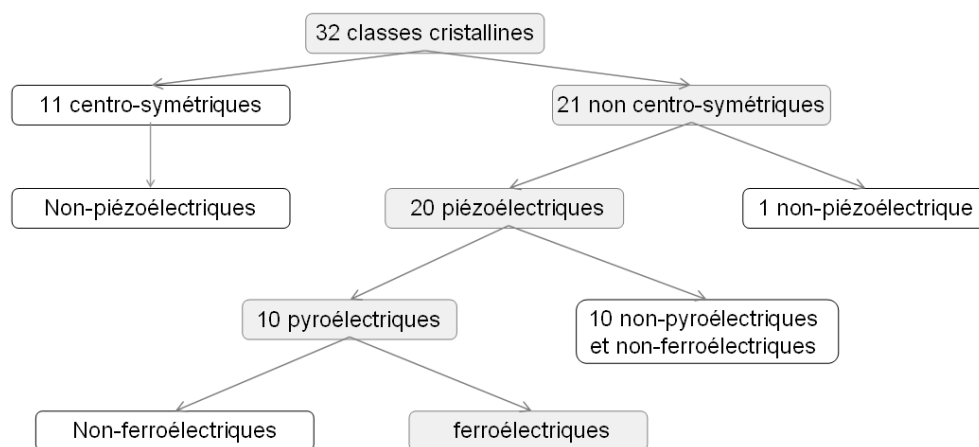 32 classes cristallines
11 centro-symétriques
21 non centro-symétriques
Non-piézoélectriques
20 piézoélectriques
1 non-piézoélectrique
10 pyroélectriques
10 non-pyroélectriques
et non-ferroélectriques
Non-ferroélectriques
ferroélectriques